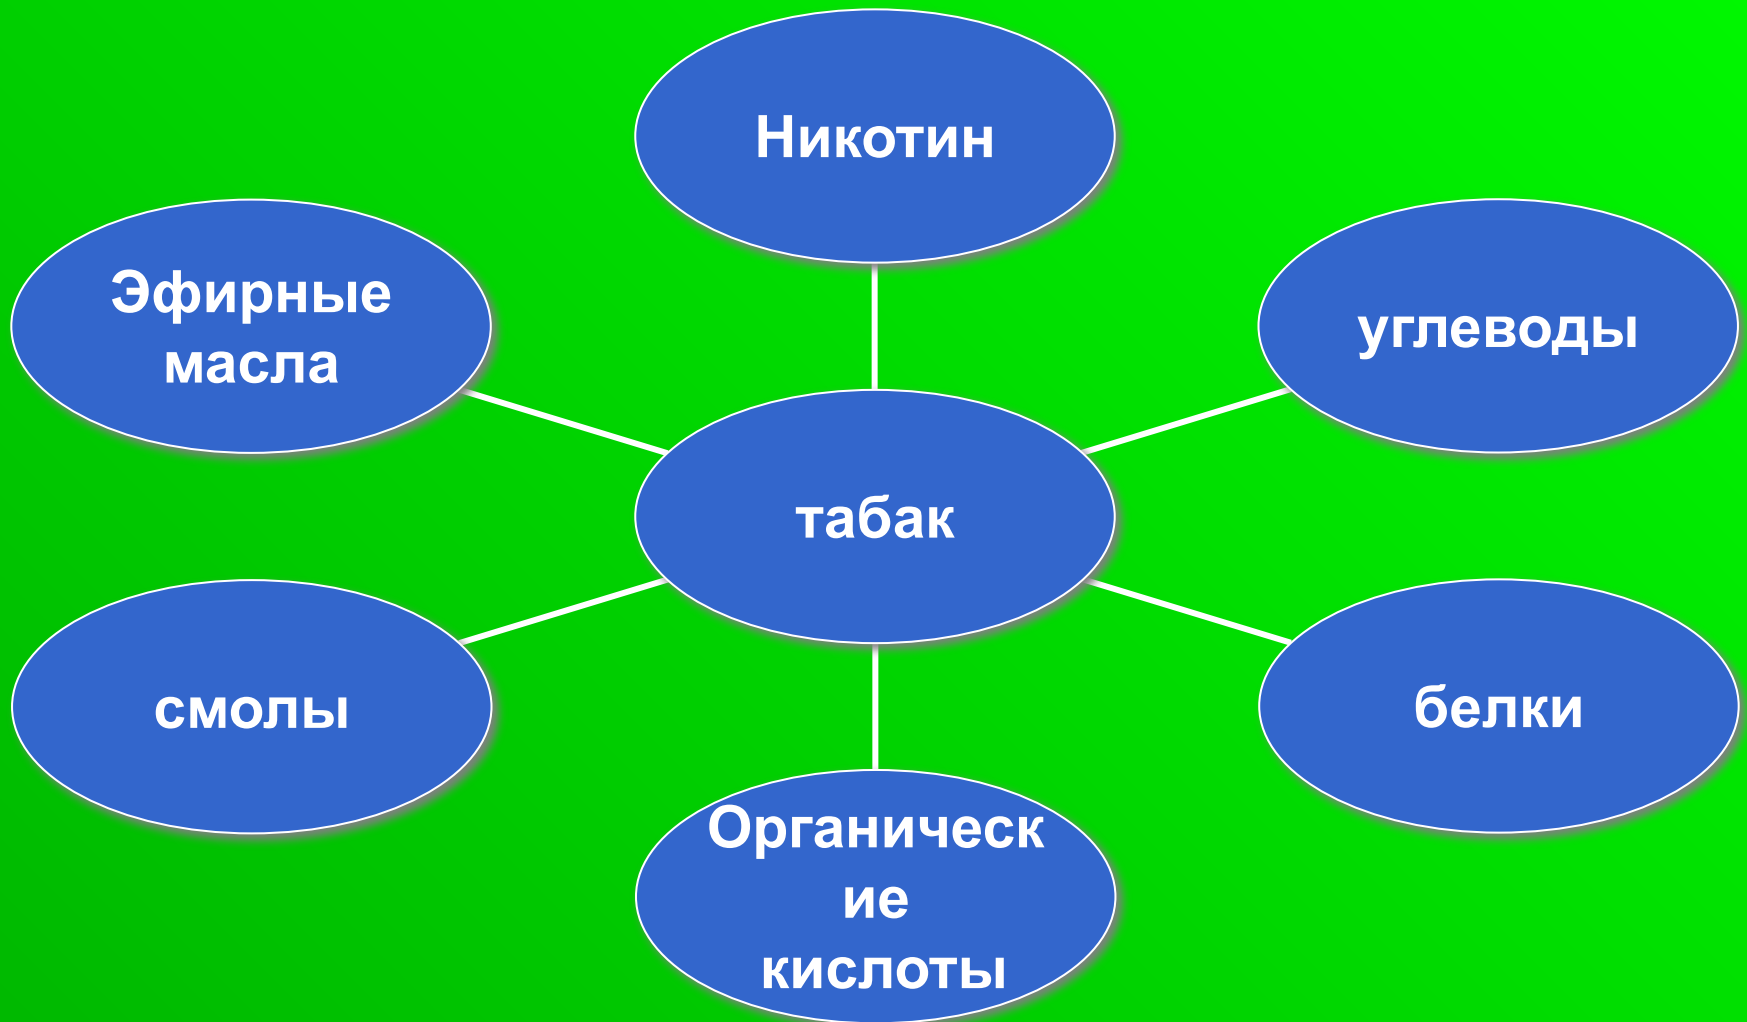 Никотин
Эфирные
масла
углеводы
табак
смолы
белки
Органическ
ие
кислоты